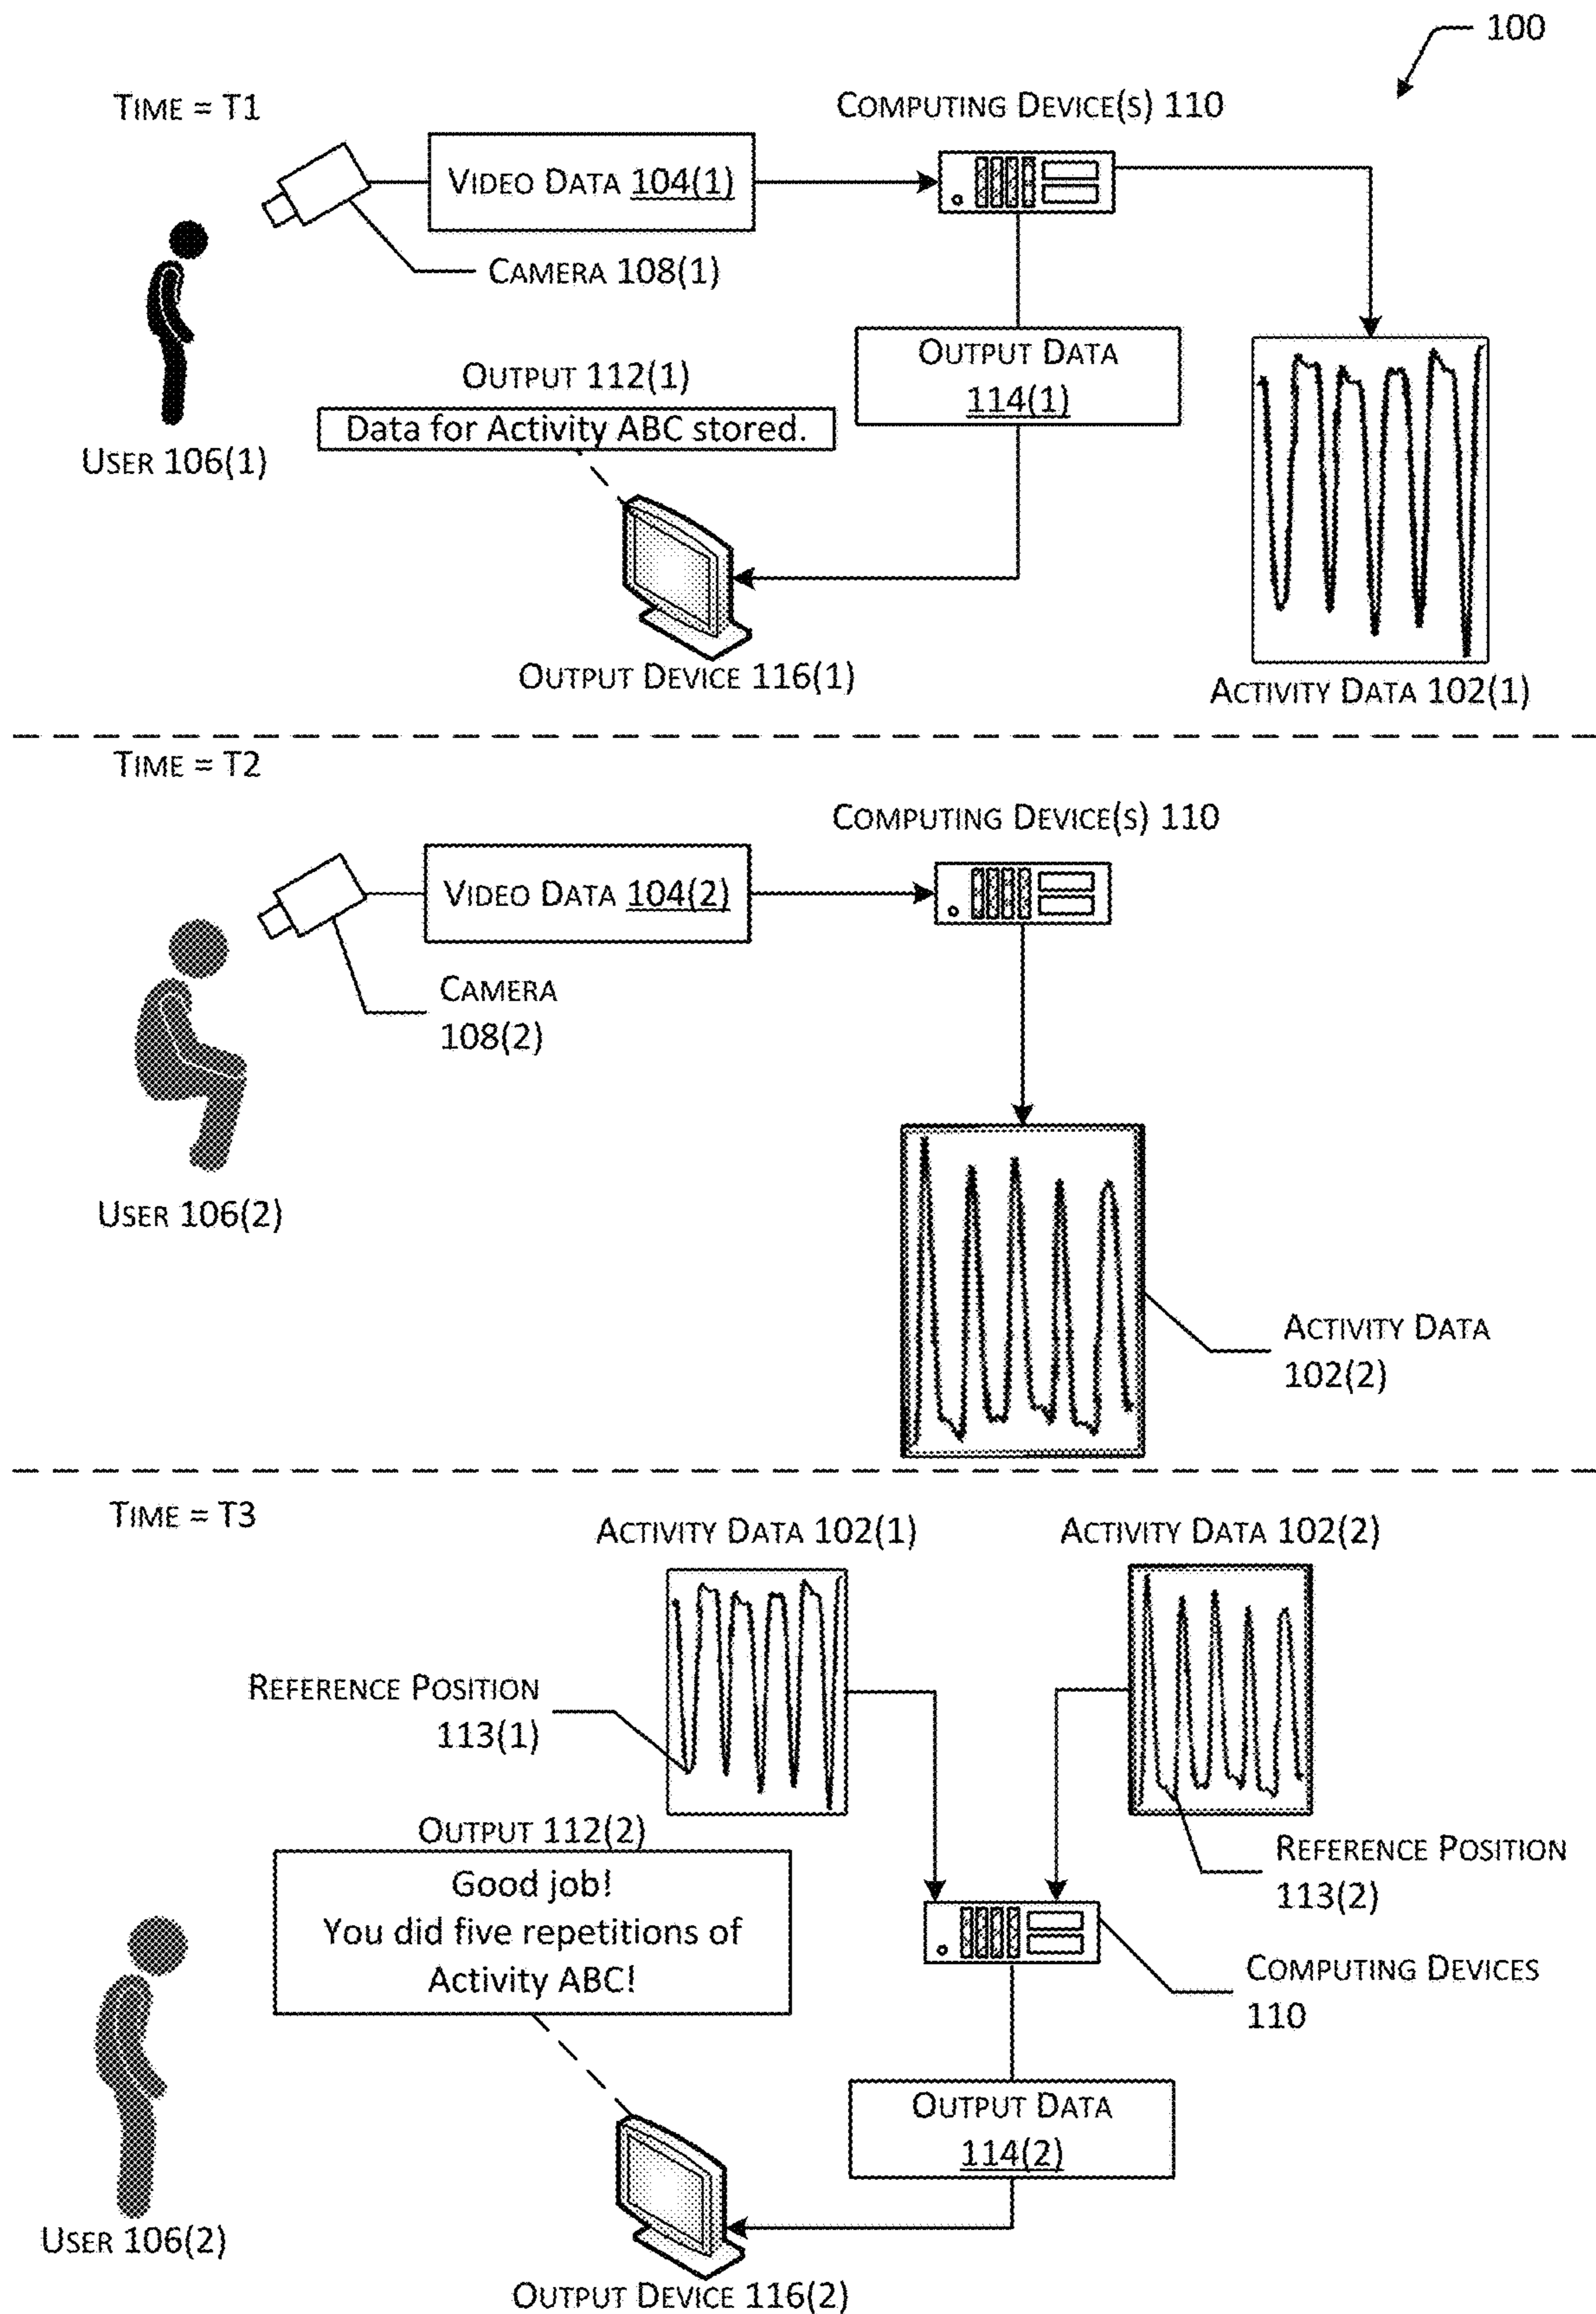 100
TIME = T1
COMPUTING DEVICE(S) 110
VIDEO DATA 104(1)
CAMERA 108(1)
OUTPUT DATA
114(1)
OUTPUT 112(1)
Data for Activity ABC stored.
USER 106(1)
OUTPUT DEVICE 116(1)
ACTIVITY DATA 102(1)
TIME = T2
COMPUTING DEVICE(S) 110
VIDEO DATA 104(2)
CAMERA
108(2)
USER 106(2)
ACTIVITY DATA
102(2)
TIME = T3
ACTIVITY DATA 102(1)
ACTIVITY DATA 102(2)
REFERENCE POSITION
113(1)
OUTPUT 112(2)
Good job!
You did five repetitions of
Activity ABC!
REFERENCE POSITION
113(2)
COMPUTING DEVICES
110
OUTPUT DATA
114(2)
USER 106(2)
OUTPUT DEVICE 116(2)